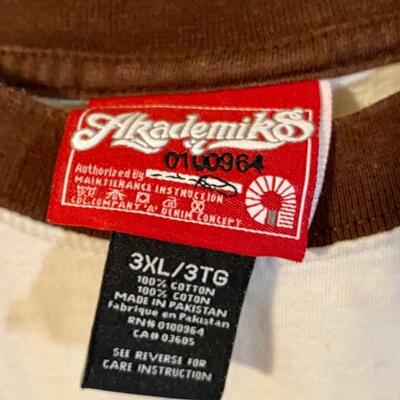 Akademiks
0100964
Authorized By
MAINTENANCE INSTRUCTION
CDL.COMPANY 'A' DENIM CONCEPT
3XL/3TG
100% COTTON
100% COTON
MADE IN PAKISTAN
Fabrique en Pakistan
RN# 0100964
CA# 03605
SEE REVERSE FOR
CARE INSTRUCTION